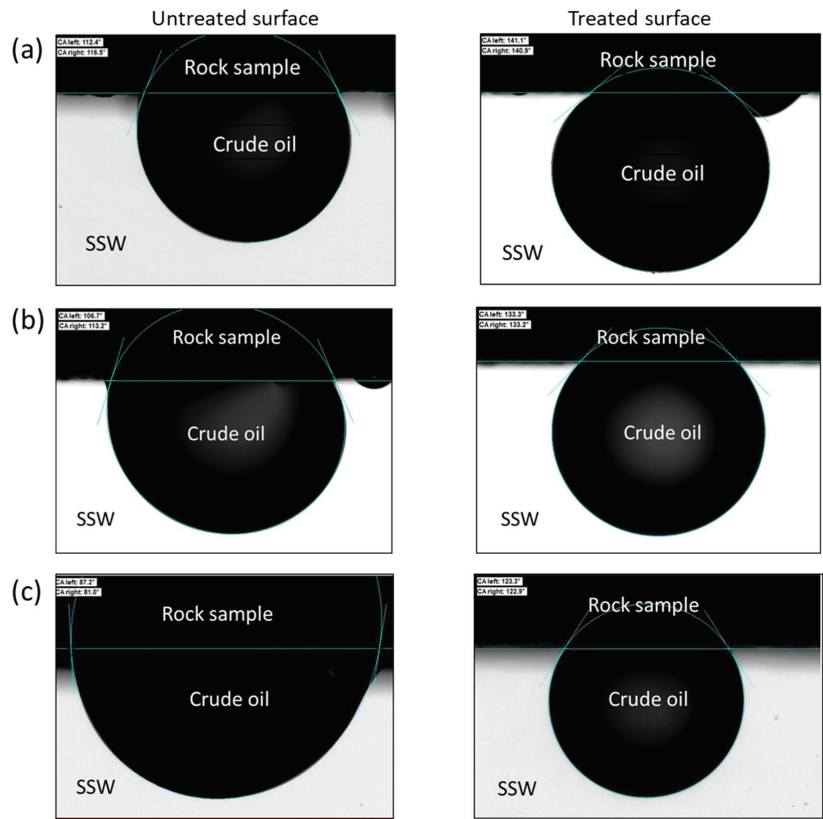 Untreated surface
Treated surface
(a)
CA left: 112.4°
CA right: 116.5°
Rock sample
Crude oil
SSW
CA left: 141.1°
CA right: 140.9°
Rock sample
Crude oil
SSW
(b)
CA left: 106.7°
CA right: 113.2°
Rock sample
Crude oil
SSW
CA left: 133.3°
CA right: 133.2°
Rock sample
Crude oil
SSW
(c)
CA left: 87.2°
CA right: 81.0°
Rock sample
Crude oil
SSW
CA left: 123.3°
CA right: 122.9°
Rock sample
Crude oil
SSW